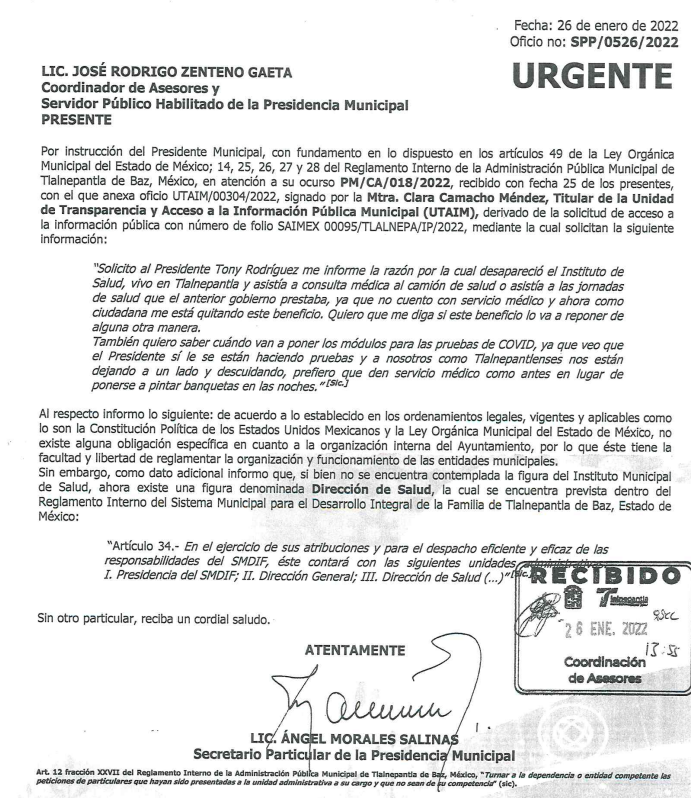 Fecha: 26 de enero de 2022
Oficio no: SPP/0526/2022
URGENTE
LIC. JOSÉ RODRIGO ZENTENO GAETA
Coordinador de Asesores y
Servidor Público Habilitado de la Presidencia Municipal
PRESENTE
Por instrucción del Presidente Municipal, con fundamento en lo dispuesto en los artículos 49 de la Ley Orgánica
Municipal del Estado de México; 14, 25, 26, 27 y 28 del Reglamento Interno de la Administración Pública Municipal de
Tlalnepantla de Baz, México, en atención a su ocurso PM/CA/018/2022, recibido con fecha 25 de los presentes,
con el que anexa oficio UTAIM/00304/2022, signado por la Mtra. Clara Camacho Méndez, Titular de la Unidad
de Transparencia y Acceso a la Información Pública Municipal (UTAIM), derivado de la solicitud de acceso a
la información pública con número de folio SAIMEX 00095/TLALNEPA/IP/2022, mediante la cual solicitan la siguiente
información:
"Solicito al Presidente Tony Rodríguez me informe la razón por la cual desapareció el Instituto de
Salud, vivo en Tlalnepantla y asistía a consulta médica al camión de salud o asistía a las jornadas
de salud que el anterior gobierno prestaba, ya que no cuento con servicio médico y ahora como
ciudadana me está quitando este beneficio. Quiero que me diga si este beneficio lo va a reponer de
alguna otra manera.
También quiero saber cuándo van a poner los módulos para las pruebas de COVID, ya que veo que
el Presidente sí le se están haciendo pruebas y a nosotros como Tlalnepantlenses nos están
dejando a un lado y descuidando, prefiero que den servicio médico como antes en lugar de
ponerse a pintar banquetas en las noches." [Sic.]
Al respecto informo lo siguiente: de acuerdo a lo establecido en los ordenamientos legales, vigentes y aplicables como
lo son la Constitución Política de los Estados Unidos Mexicanos y la Ley Orgánica Municipal del Estado de México, no
existe alguna obligación específica en cuanto a la organización interna del Ayuntamiento, por lo que éste tiene la
facultad y libertad de reglamentar la organización y funcionamiento de las entidades municipales.
Sin embargo, como dato adicional informo que, si bien no se encuentra contemplada la figura del Instituto Municipal
de Salud, ahora existe una figura denominada Dirección de Salud, la cual se encuentra prevista dentro del
Reglamento Interno del Sistema Municipal para el Desarrollo Integral de la Familia de Tlalnepantla de Baz, Estado de
México:
"Artículo 34.- En el ejercicio de sus atribuciones y para el despacho eficiente y eficaz de las
responsabilidades del SMDIF, éste contará con las siguientes unidades administrativas:
I. Presidencia del SMDIF; II. Dirección General; III. Dirección de Salud (...)" [Sic.]
RECIBIDO
Tlalnepantla
26 ENE. 2022
13:55
Coordinación
de Asesores
Sin otro particular, reciba un cordial saludo.
ATENTAMENTE
LIC. ÁNGEL MORALES SALINAS
Secretario Particular de la Presidencia Municipal
Art. 12 fracción XXVII del Reglamento Interno de la Administración Pública Municipal de Tlalnepantla de Baz, México, "Turnar a la dependencia o entidad competente las
peticiones de particulares que hayan sido presentadas a la unidad administrativa a su cargo y que no sean de su competencia" (sic).